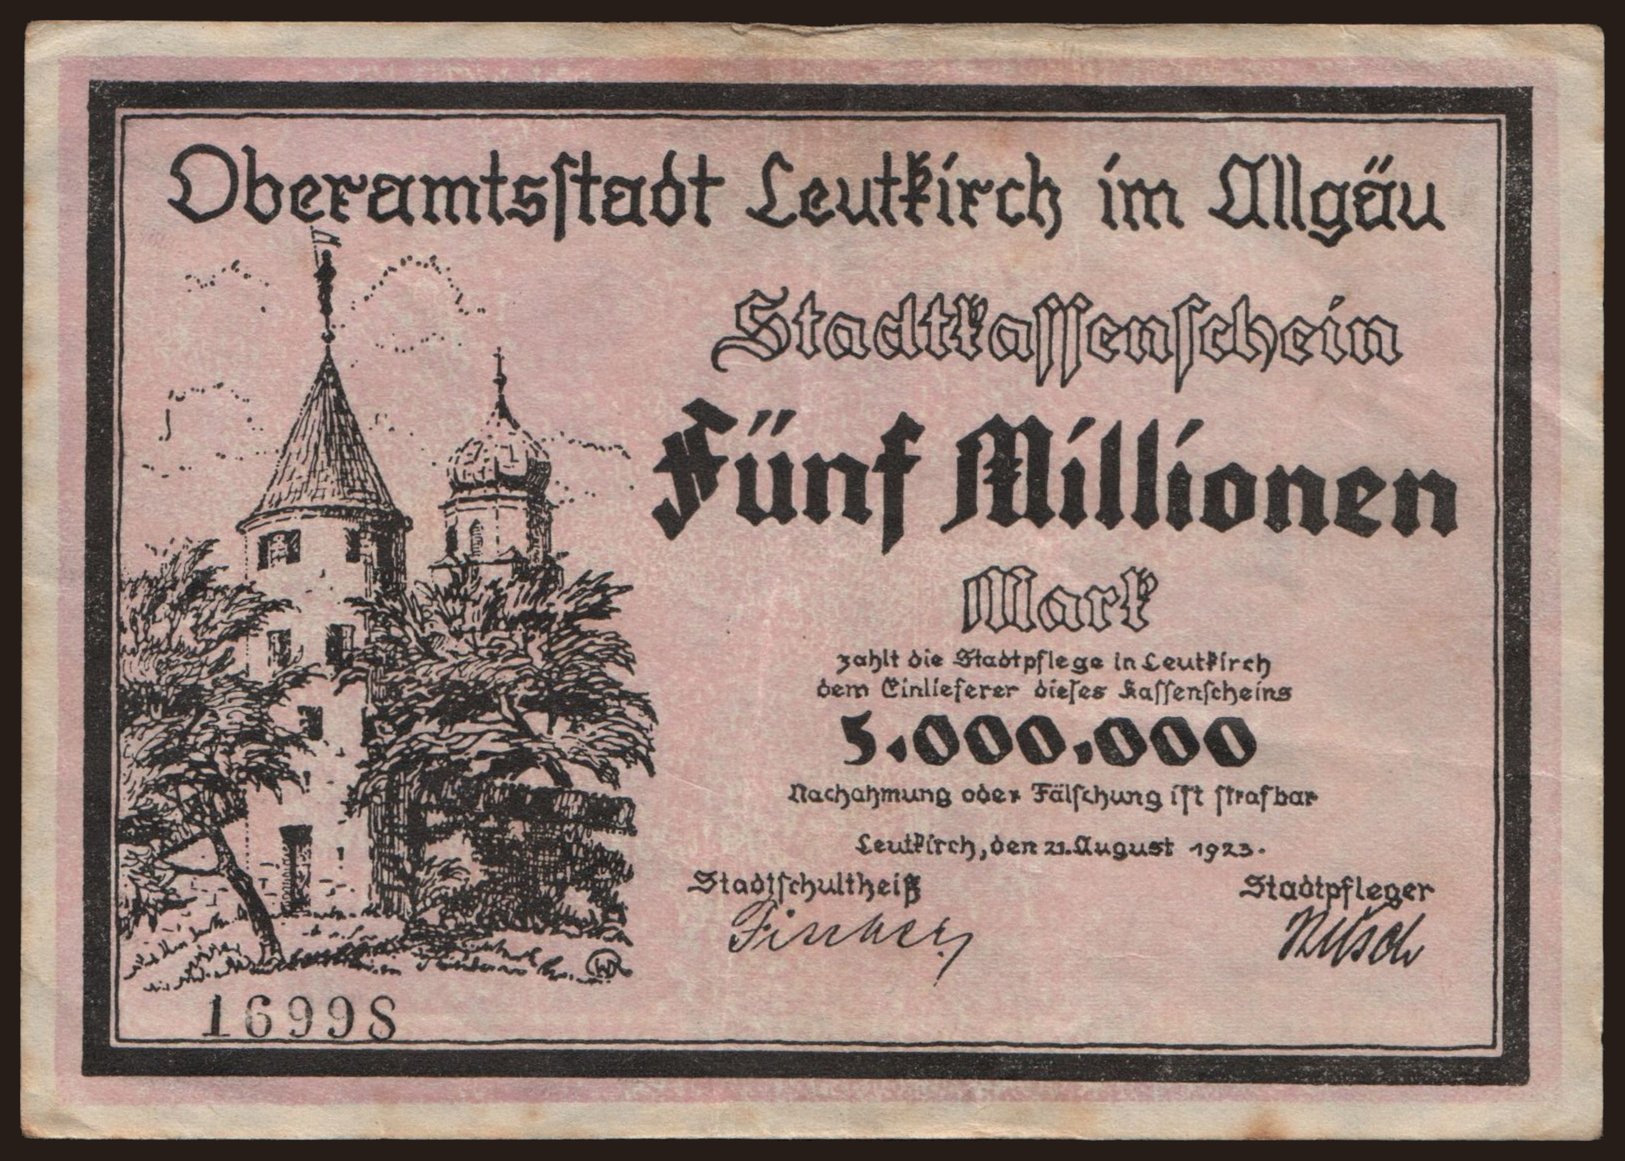 Oberamtsstadt Leutkirch im Allgäu
Stadtkassenschein
Fünf Millionen
Mark
zahlt die Stadtpflege in Leutkirch
dem Einlieferer dieses Kassenscheins
5.000.000
Nachahmung oder Fälschung ist strafbar
Leutkirch, den 21. August 1923.
Stadtschultheiß Stadtpfleger
16998